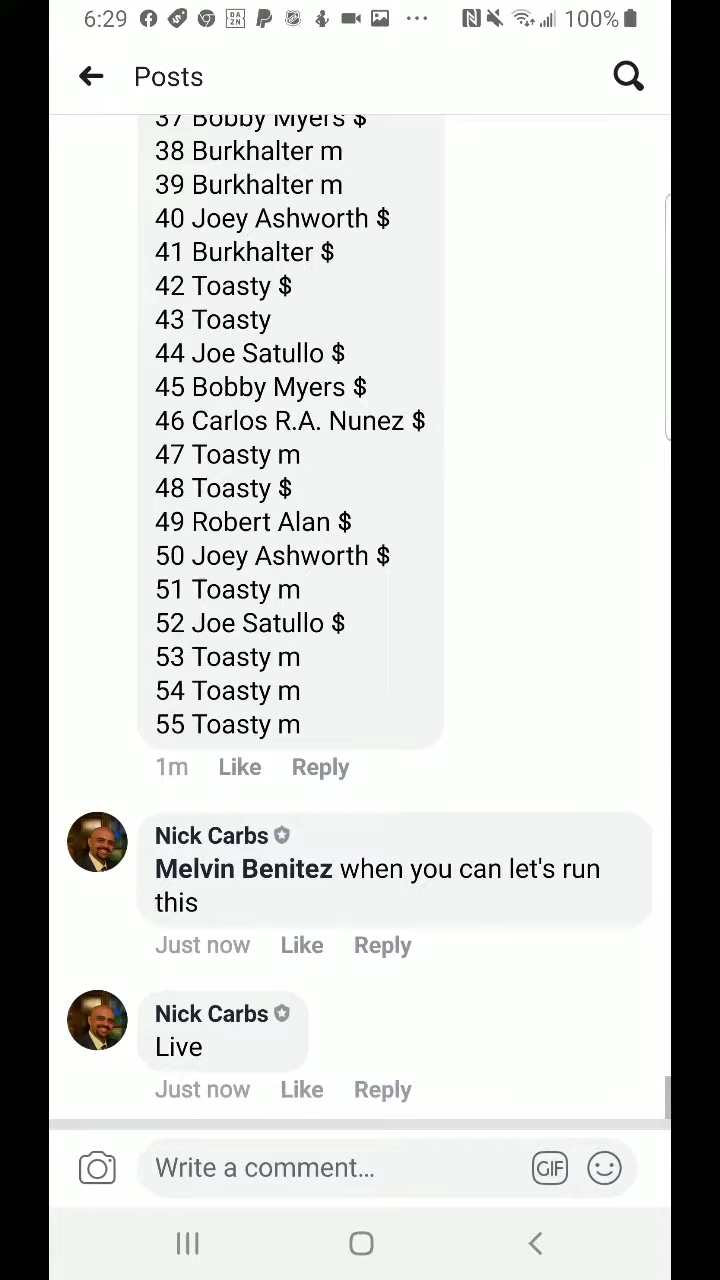 6:29
100%
Posts
37 Bobby Myers $
38 Burkhalter m
39 Burkhalter m
40 Joey Ashworth $
41 Burkhalter $
42 Toasty $
43 Toasty
44 Joe Satullo $
45 Bobby Myers $
46 Carlos R.A. Nunez $
47 Toasty m
48 Toasty $
49 Robert Alan $
50 Joey Ashworth $
51 Toasty m
52 Joe Satullo $
53 Toasty m
54 Toasty m
55 Toasty m
1m Like Reply
Nick Carbs
Melvin Benitez when you can let's run
this
Just now Like Reply
Nick Carbs
Live
Just now Like Reply
Write a comment...
GIF